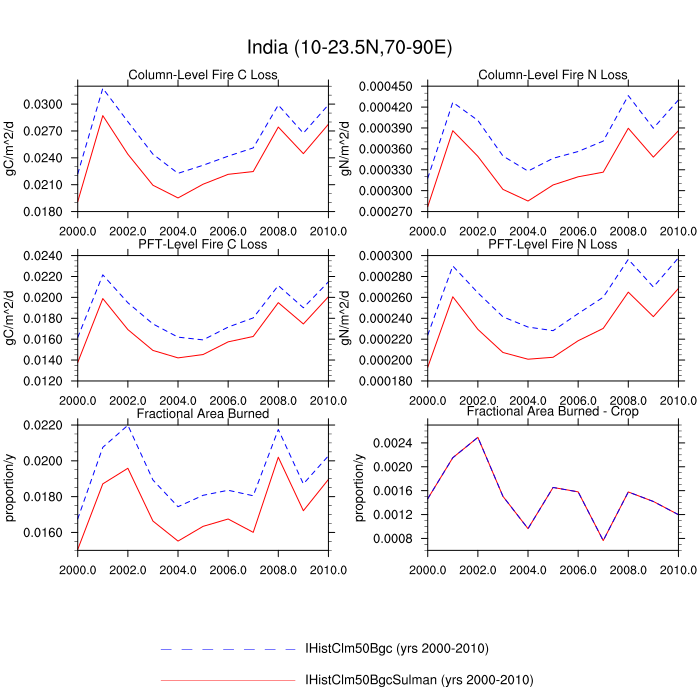 India (10-23.5N,70-90E)
Column-Level Fire C Loss
gC/m^2/d
0.0300
0.0270
0.0240
0.0210
0.0180
2000.0 2002.0 2004.0 2006.0 2008.0 2010.0
Column-Level Fire N Loss
gN/m^2/d
0.000450
0.000420
0.000390
0.000360
0.000330
0.000300
0.000270
2000.0 2002.0 2004.0 2006.0 2008.0 2010.0
PFT-Level Fire C Loss
gC/m^2/d
0.0240
0.0220
0.0200
0.0180
0.0160
0.0140
0.0120
2000.0 2002.0 2004.0 2006.0 2008.0 2010.0
PFT-Level Fire N Loss
gN/m^2/d
0.000300
0.000260
0.000240
0.000200
0.000180
2000.0 2002.0 2004.0 2006.0 2008.0 2010.0
Fractional Area Burned
proportion/y
0.0220
0.0200
0.0180
0.0160
2000.0 2002.0 2004.0 2006.0 2008.0 2010.0
Fractional Area Burned - Crop
proportion/y
0.0024
0.0020
0.0016
0.0012
0.0008
2000.0 2002.0 2004.0 2006.0 2008.0 2010.0
IHistClm50Bgc (yrs 2000-2010)
IHistClm50BgcSulman (yrs 2000-2010)